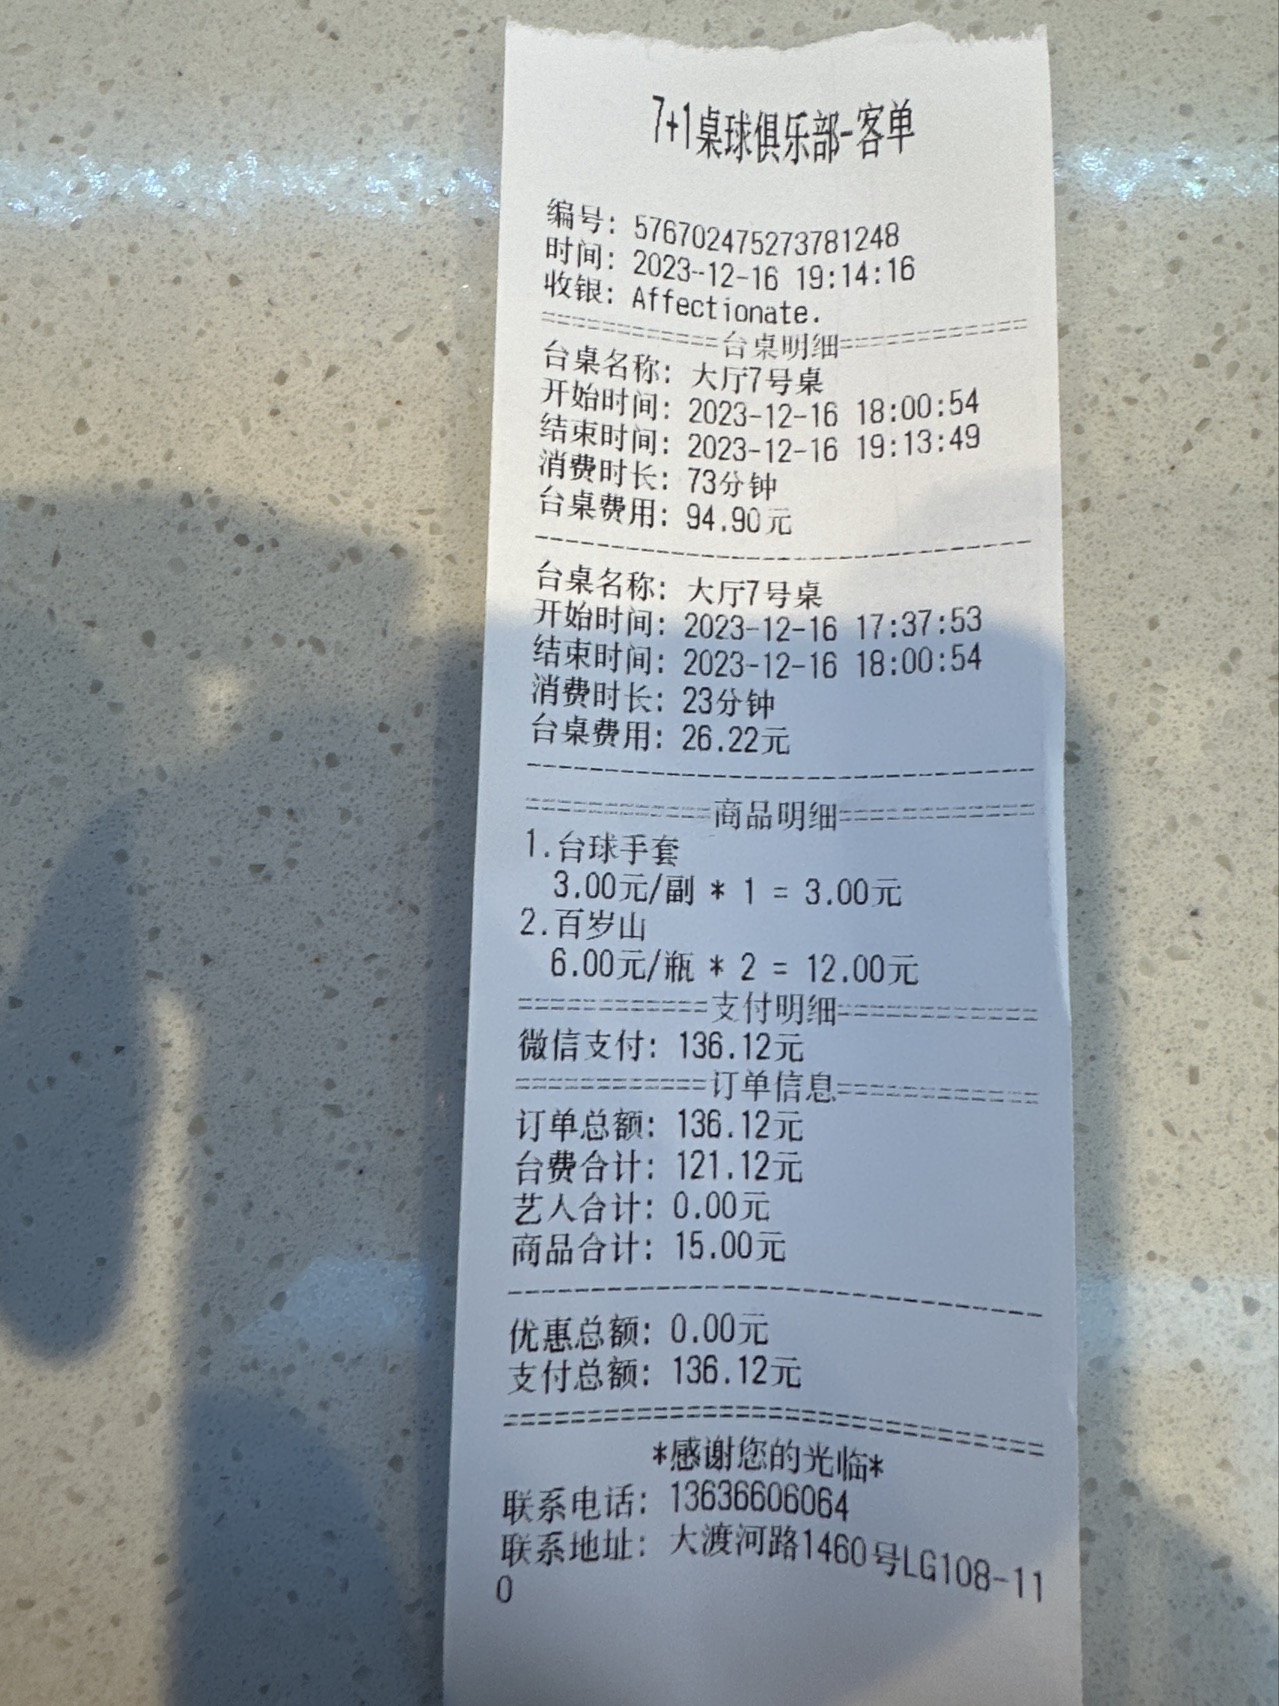 7+1桌球俱乐部-客单
编号: 576702475273781248
时间: 2023-12-16 19:14:16
收银: Affectionate.
============台桌明细============
台桌名称: 大厅7号桌
开始时间: 2023-12-16 18:00:54
结束时间: 2023-12-16 19:13:49
消费时长: 73分钟
台桌费用: 94.90元
--------------------------------
台桌名称: 大厅7号桌
开始时间: 2023-12-16 17:37:53
结束时间: 2023-12-16 18:00:54
消费时长: 23分钟
台桌费用: 26.22元
--------------------------------
============商品明细============
1.台球手套
3.00元/副 * 1 = 3.00元
2.百岁山
6.00元/瓶 * 2 = 12.00元
============支付明细============
微信支付: 136.12元
============订单信息============
订单总额: 136.12元
台费合计: 121.12元
艺人合计: 0.00元
商品合计: 15.00元
--------------------------------
优惠总额: 0.00元
支付总额: 136.12元
================================
*感谢您的光临*
联系电话: 13636606064
联系地址: 大渡河路1460号LG108-11
0